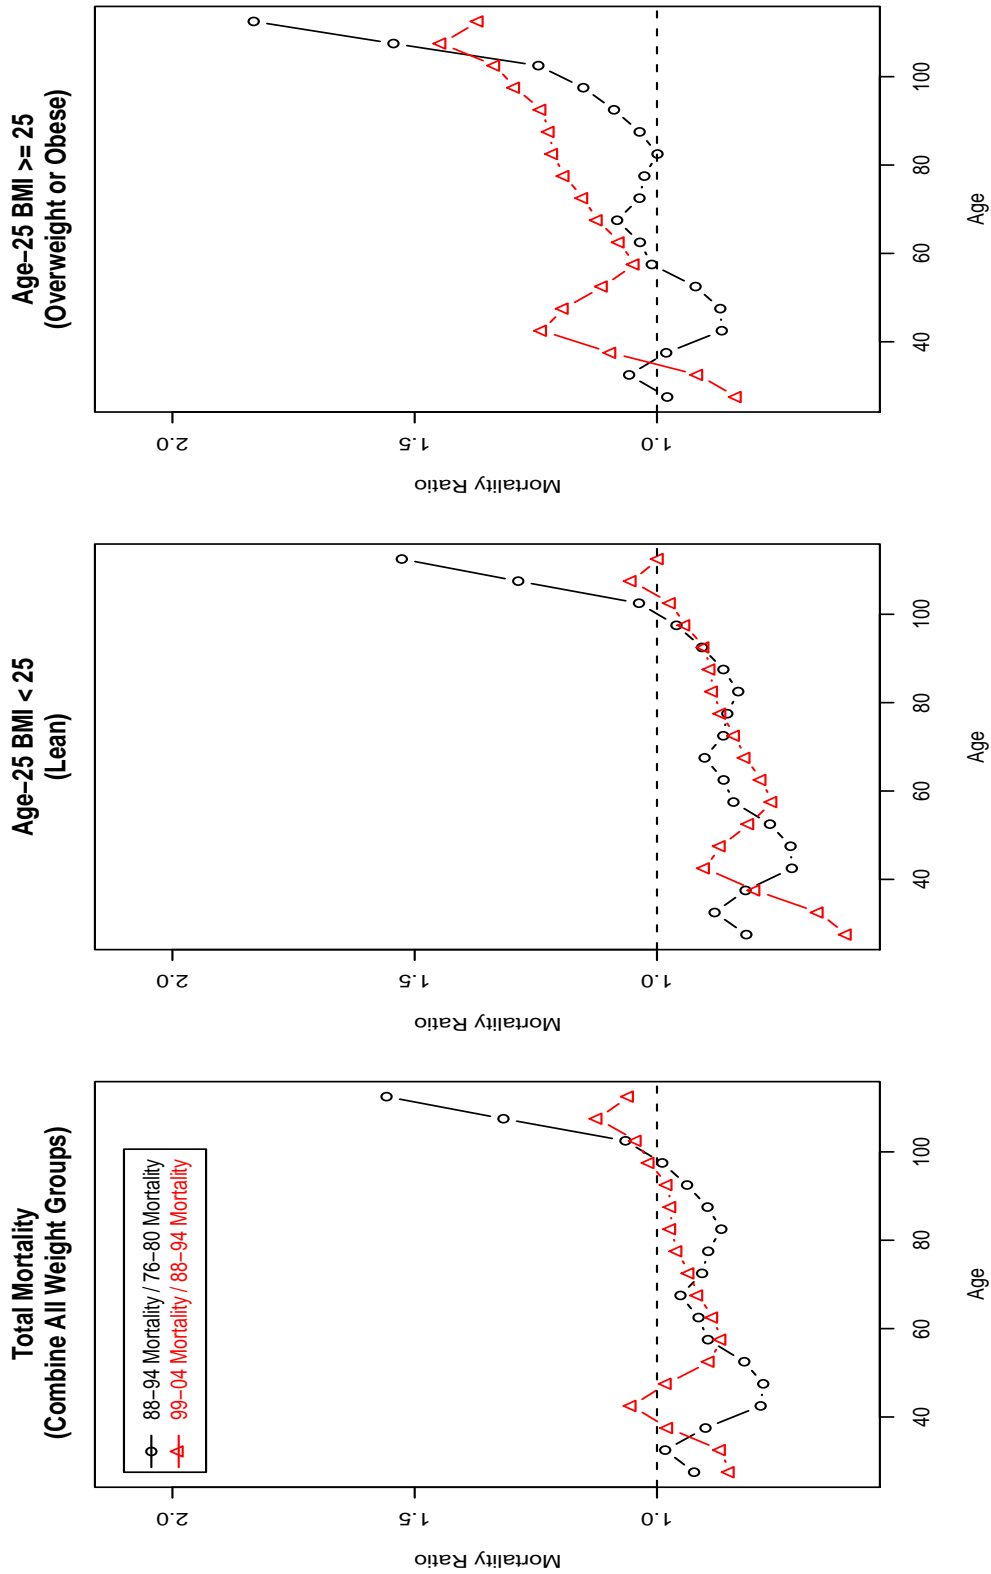 Total Mortality
(Combine All Weight Groups)
88−94 Mortality / 76−80 Mortality
99−04 Mortality / 88−94 Mortality
Mortality Ratio
2.0
1.5
1.0
40
60
80
100
Age
Age−25 BMI < 25
(Lean)
Mortality Ratio
2.0
1.5
1.0
40
60
80
100
Age
Age−25 BMI >= 25
(Overweight or Obese)
Mortality Ratio
2.0
1.5
1.0
40
60
80
100
Age